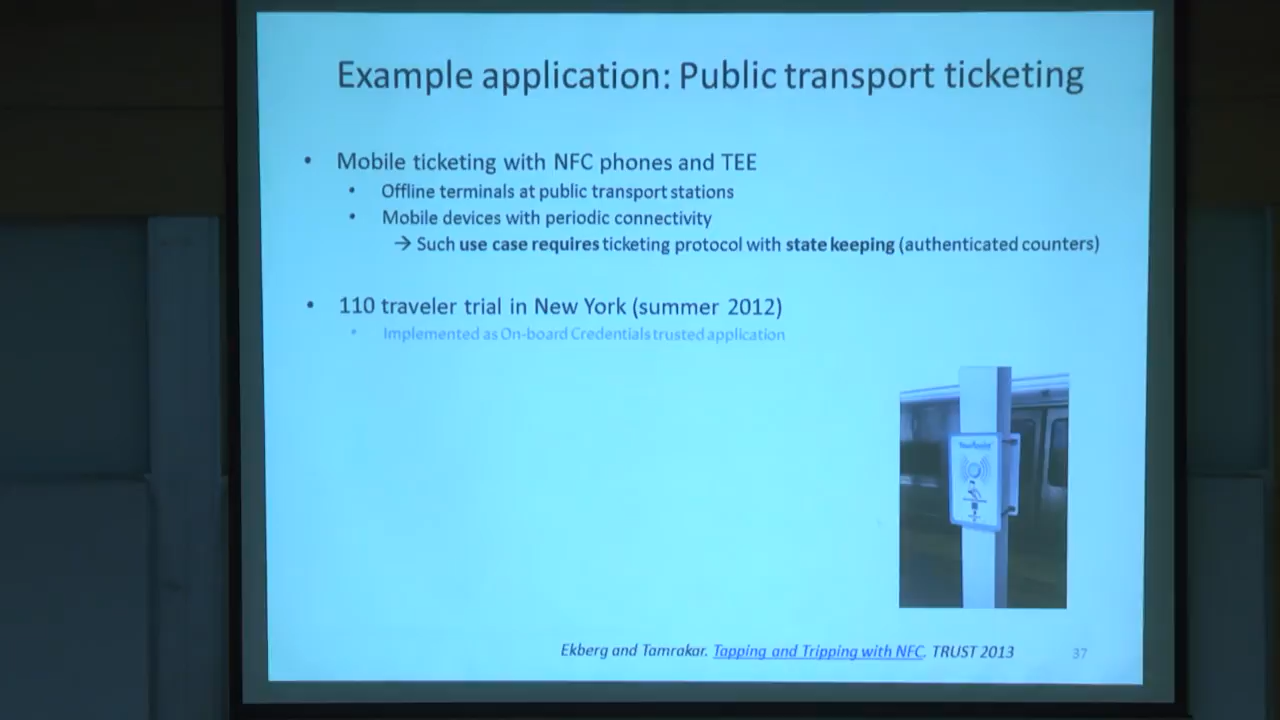 Example application: Public transport ticketing
• Mobile ticketing with NFC phones and TEE
• Offline terminals at public transport stations
• Mobile devices with periodic connectivity
→ Such use case requires ticketing protocol with state keeping (authenticated counters)
• 110 traveler trial in New York (summer 2012)
• Implemented as On-board Credentials trusted application
Ekberg and Tamrakar. Tapping and Tripping with NFC. TRUST 2013
37